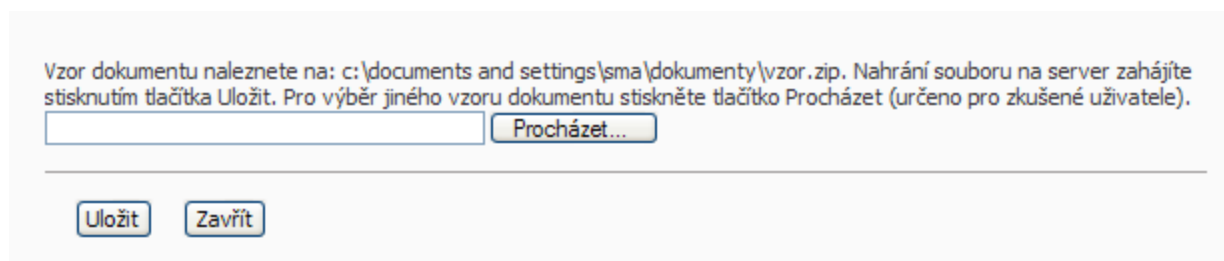 Vzor dokumentu naleznete na: c:\documents and settings\sma\dokumenty\vzor.zip. Nahrání souboru na server zahájíte
stisknutím tlačítka Uložit. Pro výběr jiného vzoru dokumentu stiskněte tlačítko Procházet (určeno pro zkušené uživatele).
Procházet...
Uložit Zavřít